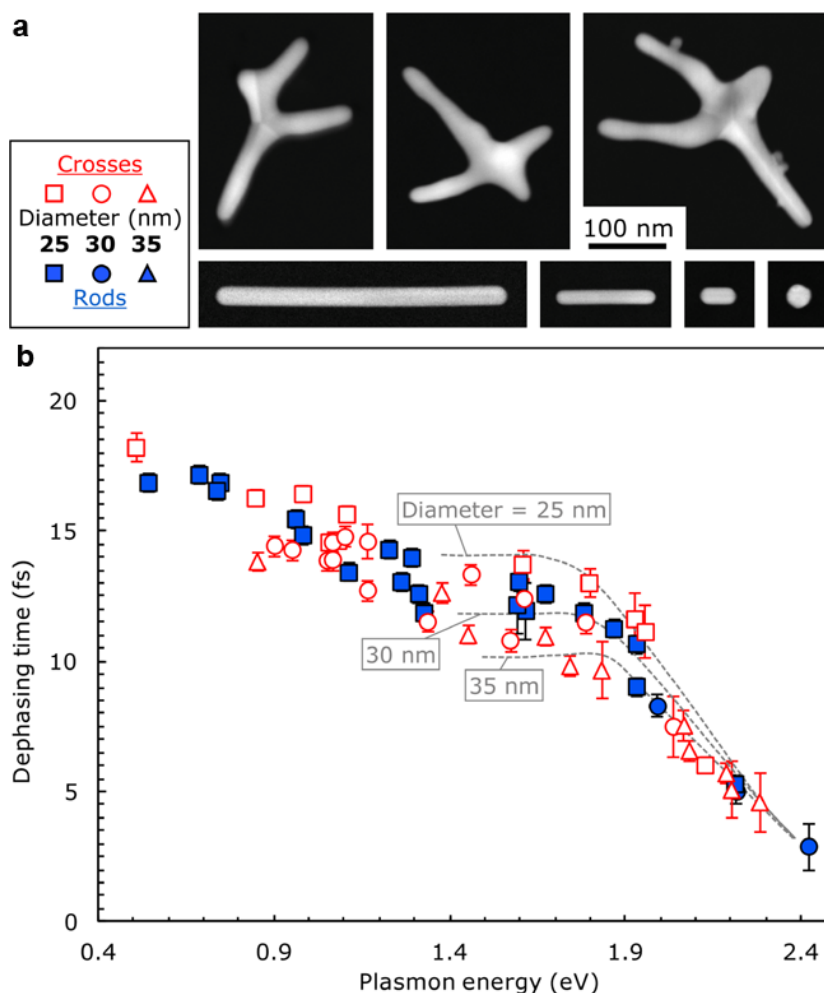 a
Crosses
Diameter (nm)
25 30 35
Rods
100 nm
b
20
15
10
5
0
Dephasing time (fs)
Diameter = 25 nm
30 nm
35 nm
0.4 0.9 1.4 1.9 2.4
Plasmon energy (eV)